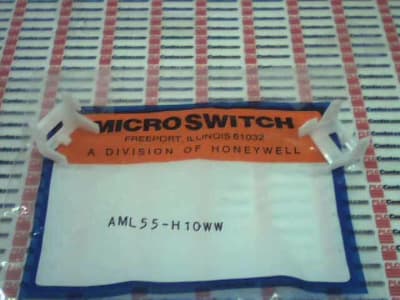 MICRO SWITCH
FREEPORT, ILLINOIS 61032
A DIVISION OF HONEYWELL
AML55-H10WW